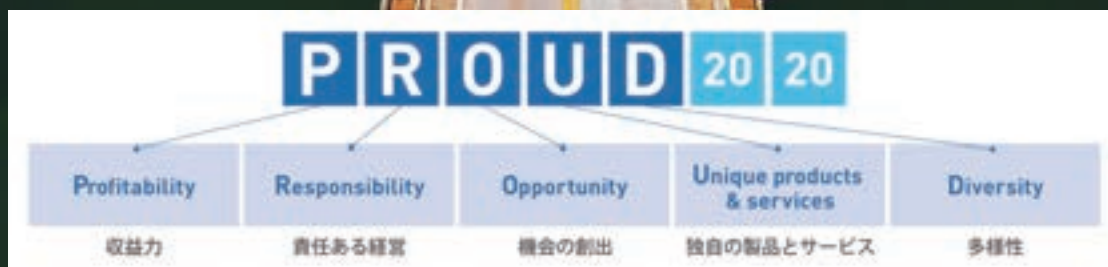 PROUD 20 20
Profitability
Responsibility
Opportunity
Unique products
& services
Diversity
収益力
責任ある経営
機会の創出
独自の製品とサービス
多様性